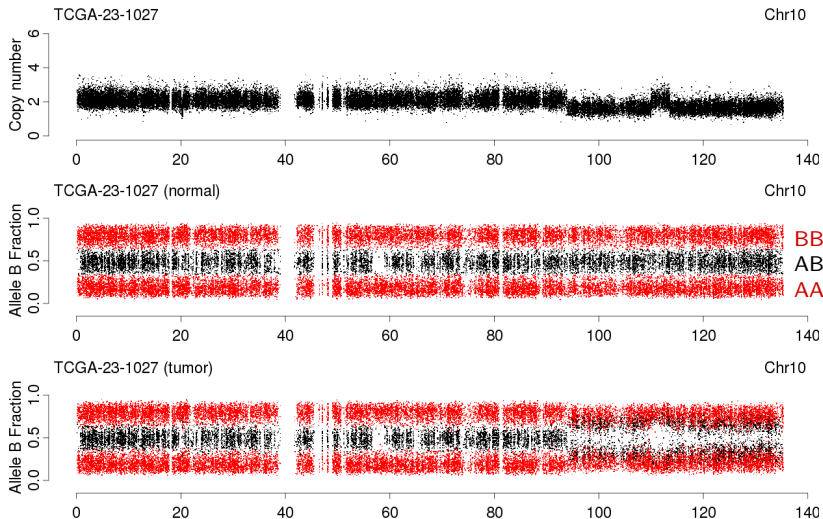 TCGA-23-1027 Chr10
6
4
2
0
Copy number
0 20 40 60 80 100 120 140
TCGA-23-1027 (normal) Chr10
1.0
0.5
0.0
Allele B Fraction
BB
AB
AA
0 20 40 60 80 100 120 140
TCGA-23-1027 (tumor) Chr10
1.0
0.5
0.0
Allele B Fraction
0 20 40 60 80 100 120 140